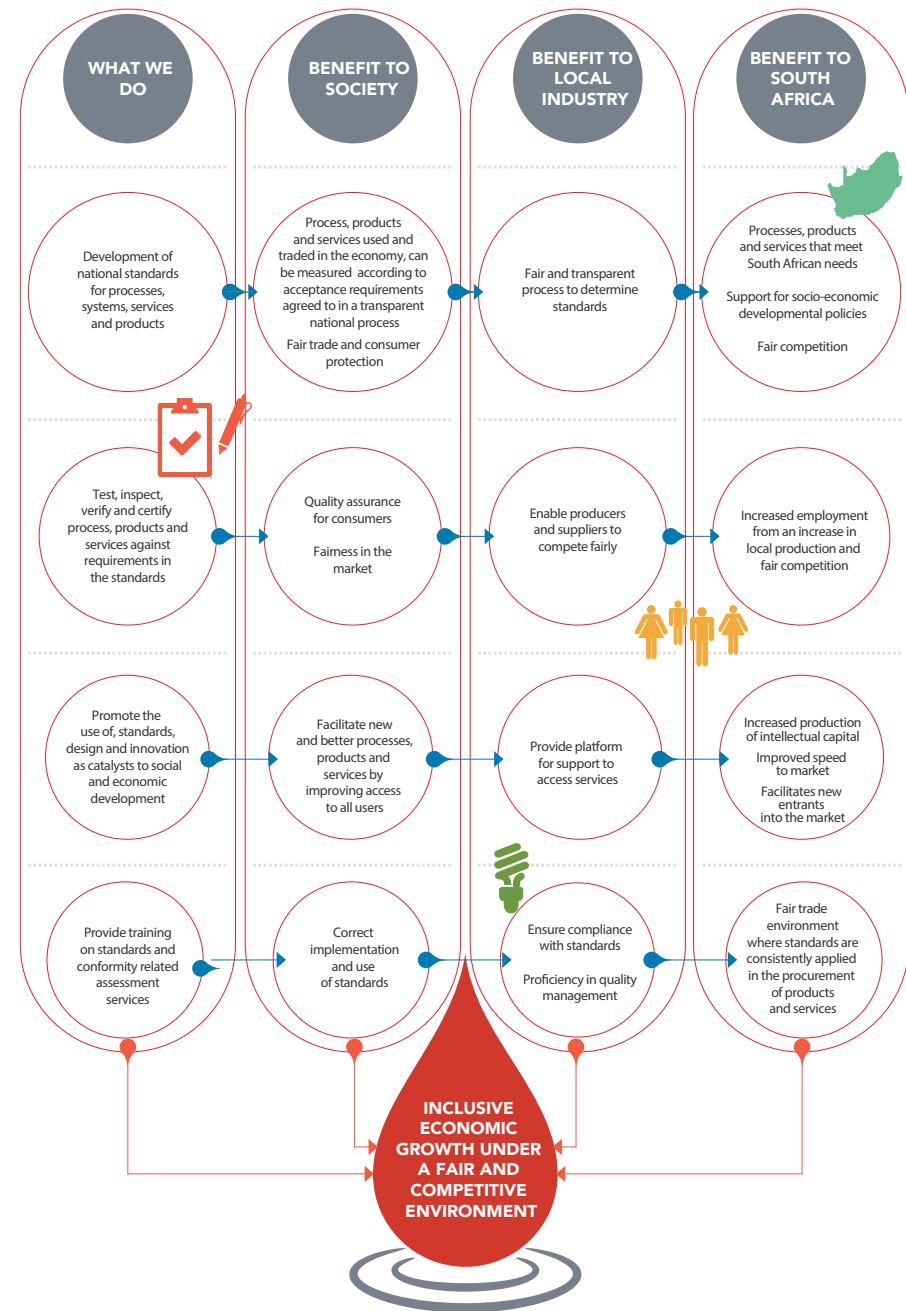 WHAT WE
DO
BENEFIT TO
SOCIETY
BENEFIT TO
LOCAL
INDUSTRY
BENEFIT TO
SOUTH
AFRICA
Development of
national standards
for processes,
systems, services
and products
Process, products
and services used and
traded in the economy, can
be measured according to
acceptance requirements
agreed to in a transparent
national process
Fair trade and consumer
protection
Fair and transparent
process to determine
standards
Processes, products
and services that meet
South African needs
Support for socio-economic
developmental policies
Fair competition
Test, inspect,
verify and certify
process, products and
services against
requirements in
the standards
Quality assurance
for consumers
Fairness in the
market
Enable producers
and suppliers to
compete fairly
Increased employment
from an increase in
local production and
fair competition
Promote the
use of, standards,
design and innovation
as catalysts to social
and economic
development
Facilitate new
and better processes,
products and
services by
improving access
to all users
Provide platform
for support to
access services
Increased production
of intellectual capital
Improved speed
to market
Facilitates new
entrants
into the market
Provide training
on standards and
conformity related
assessment
services
Correct
implementation
and use
of standards
Ensure compliance
with standards
Proficiency in quality
management
Fair trade
environment
where standards are
consistently applied
in the procurement
of products
and services
INCLUSIVE
ECONOMIC
GROWTH UNDER
A FAIR AND
COMPETITIVE
ENVIRONMENT